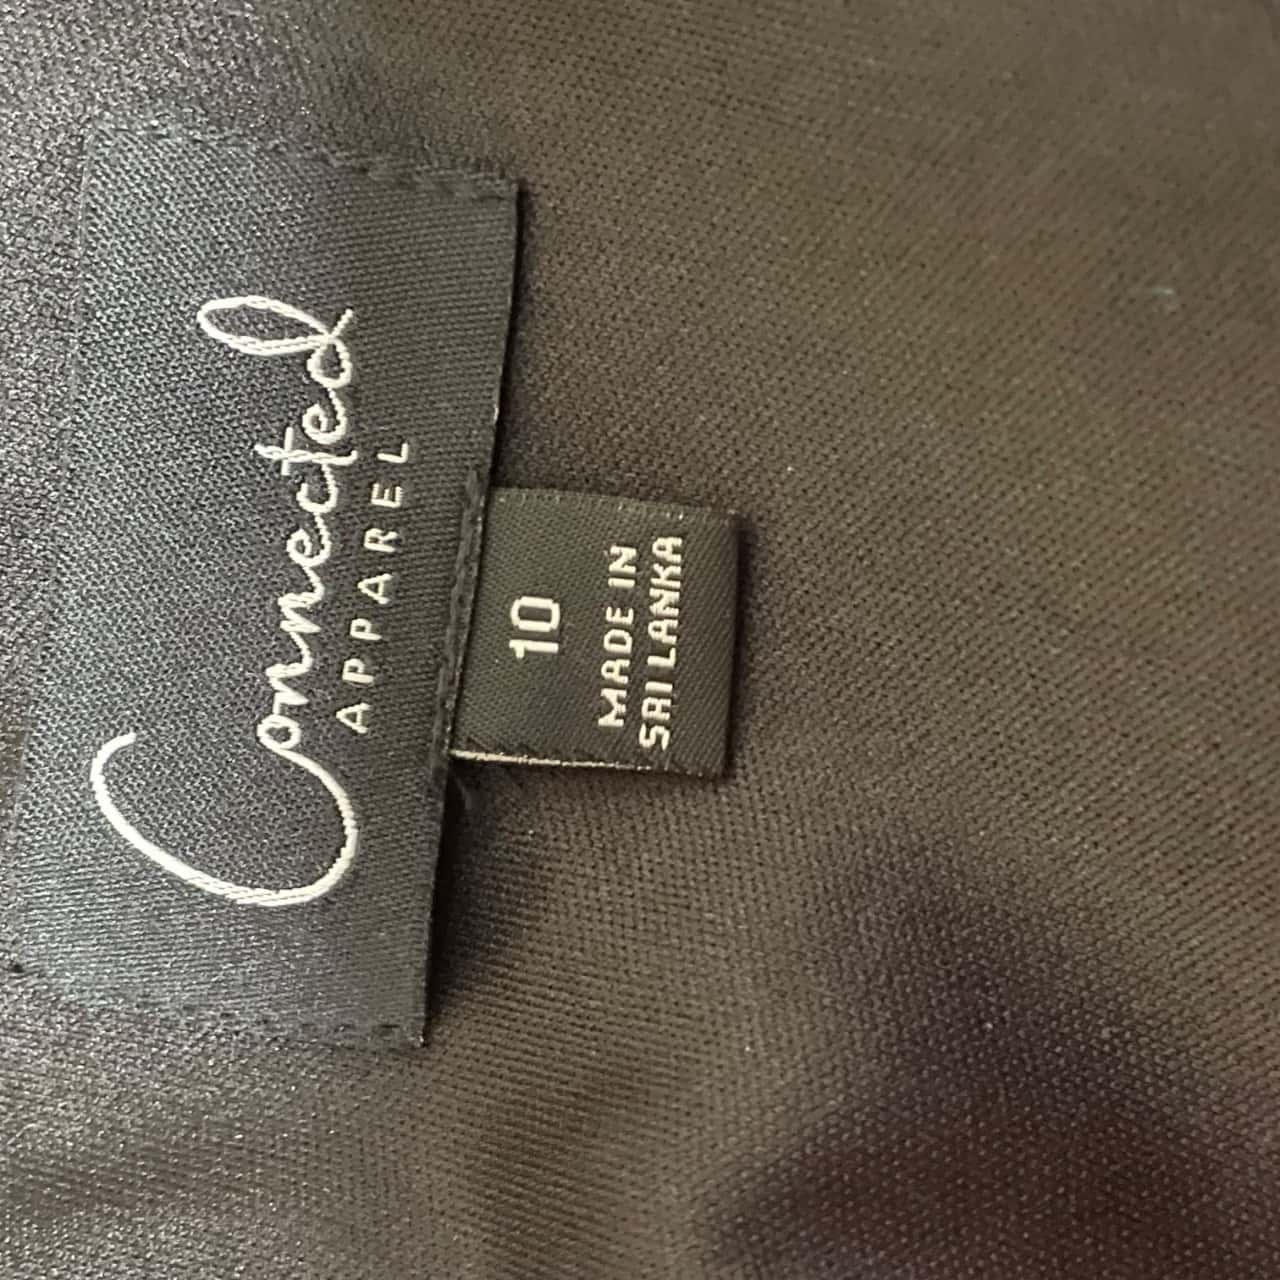 Connected
APPAREL
10
MADE IN
SRI LANKA